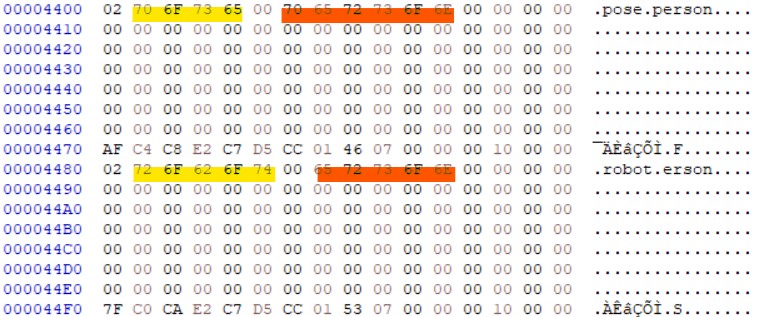 00004400 02 70 6F 73 65 00 70 65 72 73 6F 6E 00 00 00 00 .pose.person....
00004410 00 00 00 00 00 00 00 00 00 00 00 00 00 00 00 00 ................
00004420 00 00 00 00 00 00 00 00 00 00 00 00 00 00 00 00 ................
00004430 00 00 00 00 00 00 00 00 00 00 00 00 00 00 00 00 ................
00004440 00 00 00 00 00 00 00 00 00 00 00 00 00 00 00 00 ................
00004450 00 00 00 00 00 00 00 00 00 00 00 00 00 00 00 00 ................
00004460 00 00 00 00 00 00 00 00 00 00 00 00 00 00 00 00 ................
00004470 AF C4 C8 E2 C7 D5 CC 01 46 07 00 00 00 10 00 00 ¯ÄÈâÇÕÌ.F.......
00004480 02 72 6F 62 6F 74 00 65 72 73 6F 6E 00 00 00 00 .robot.erson....
00004490 00 00 00 00 00 00 00 00 00 00 00 00 00 00 00 00 ................
000044A0 00 00 00 00 00 00 00 00 00 00 00 00 00 00 00 00 ................
000044B0 00 00 00 00 00 00 00 00 00 00 00 00 00 00 00 00 ................
000044C0 00 00 00 00 00 00 00 00 00 00 00 00 00 00 00 00 ................
000044D0 00 00 00 00 00 00 00 00 00 00 00 00 00 00 00 00 ................
000044E0 00 00 00 00 00 00 00 00 00 00 00 00 00 00 00 00 ................
000044F0 7F C0 CA E2 C7 D5 CC 01 53 07 00 00 00 10 00 00 .ÀÊâÇÕÌ.S.......